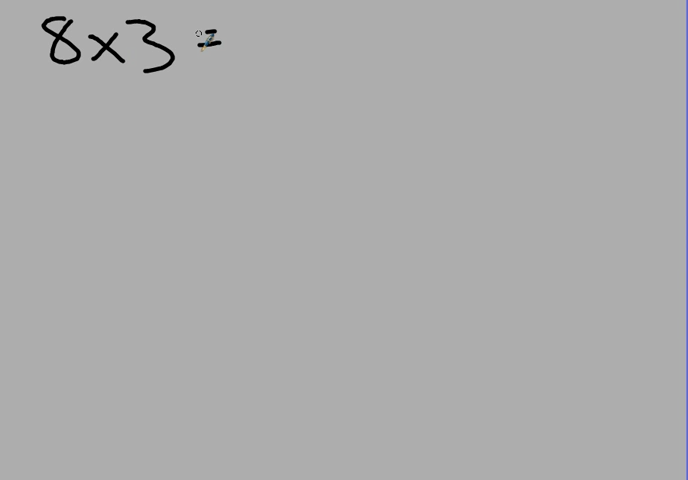 8x3 =